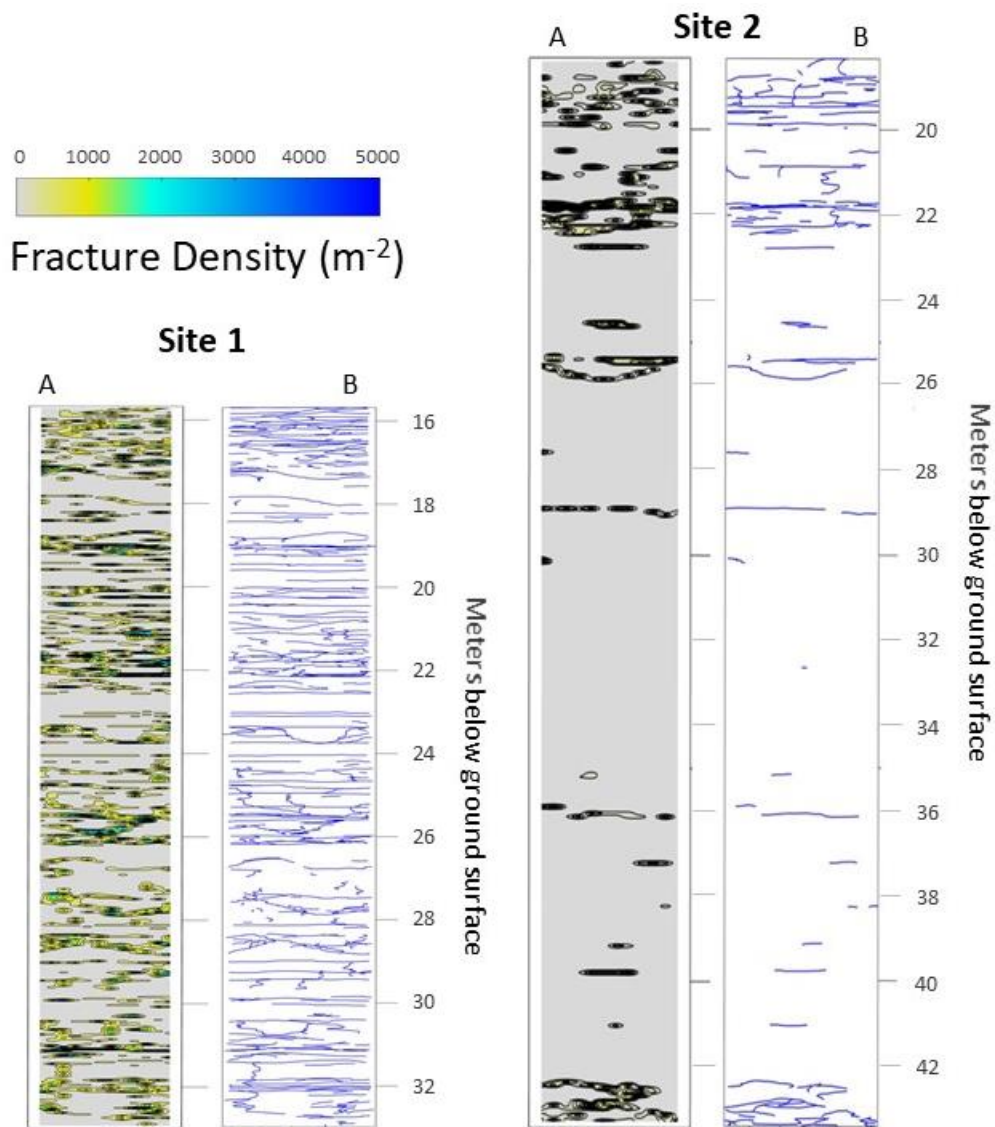 Site 2
A
B
0 1000 2000 3000 4000 5000
Fracture Density (m⁻²)
Site 1
A
B
16
18
20
22
24
26
28
30
32
Meters below ground surface
20
22
24
26
28
30
32
34
36
38
40
42
Meters below ground surface